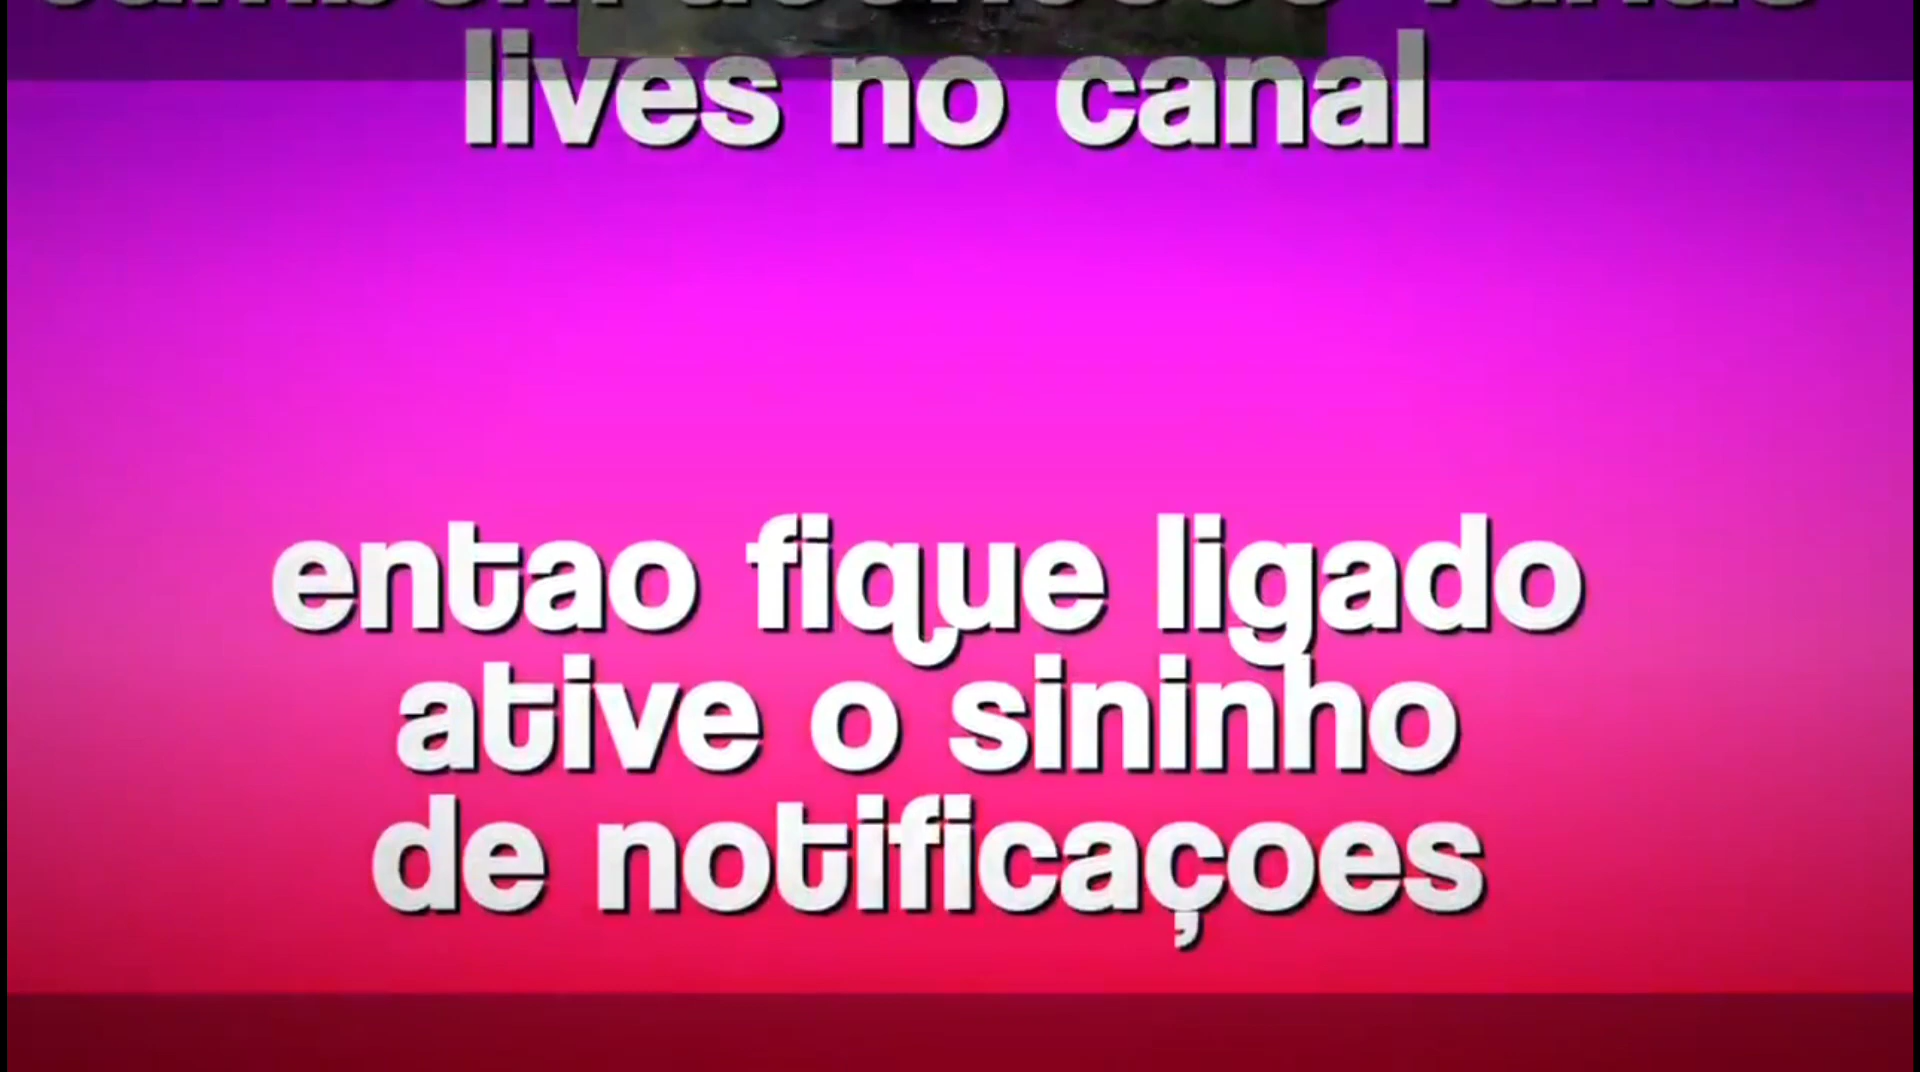 lives no canal
entao fique ligado
ative o sininho
de notificaçoes